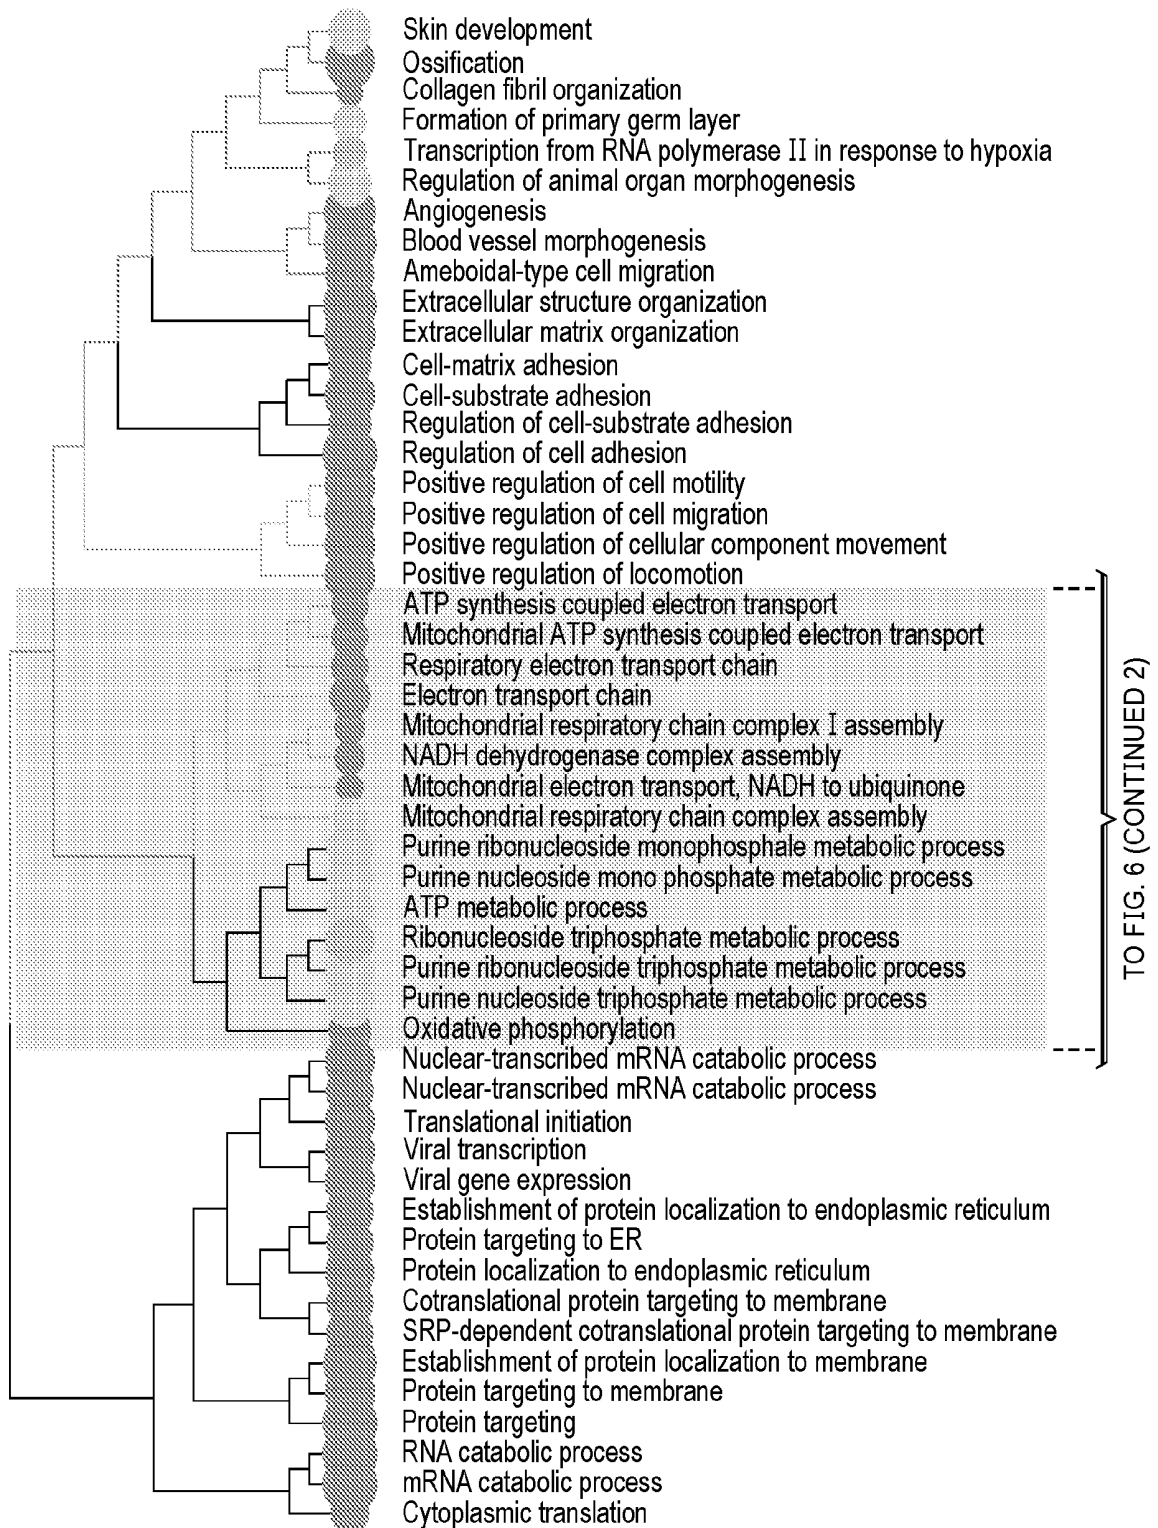 Skin development
Ossification
Collagen fibril organization
Formation of primary germ layer
Transcription from RNA polymerase II in response to hypoxia
Regulation of animal organ morphogenesis
Angiogenesis
Blood vessel morphogenesis
Ameboidal-type cell migration
Extracellular structure organization
Extracellular matrix organization
Cell-matrix adhesion
Cell-substrate adhesion
Regulation of cell-substrate adhesion
Regulation of cell adhesion
Positive regulation of cell motility
Positive regulation of cell migration
Positive regulation of cellular component movement
Positive regulation of locomotion
ATP synthesis coupled electron transport
Mitochondrial ATP synthesis coupled electron transport
Respiratory electron transport chain
Electron transport chain
Mitochondrial respiratory chain complex I assembly
NADH dehydrogenase complex assembly
Mitochondrial electron transport, NADH to ubiquinone
Mitochondrial respiratory chain complex assembly
Purine ribonucleoside monophosphale metabolic process
Purine nucleoside mono phosphate metabolic process
ATP metabolic process
Ribonucleoside triphosphate metabolic process
Purine ribonucleoside triphosphate metabolic process
Purine nucleoside triphosphate metabolic process
Oxidative phosphorylation
Nuclear-transcribed mRNA catabolic process
Nuclear-transcribed mRNA catabolic process
Translational initiation
Viral transcription
Viral gene expression
Establishment of protein localization to endoplasmic reticulum
Protein targeting to ER
Protein localization to endoplasmic reticulum
Cotranslational protein targeting to membrane
SRP-dependent cotranslational protein targeting to membrane
Establishment of protein localization to membrane
Protein targeting to membrane
Protein targeting
RNA catabolic process
mRNA catabolic process
Cytoplasmic translation
TO FIG. 6 (CONTINUED 2)